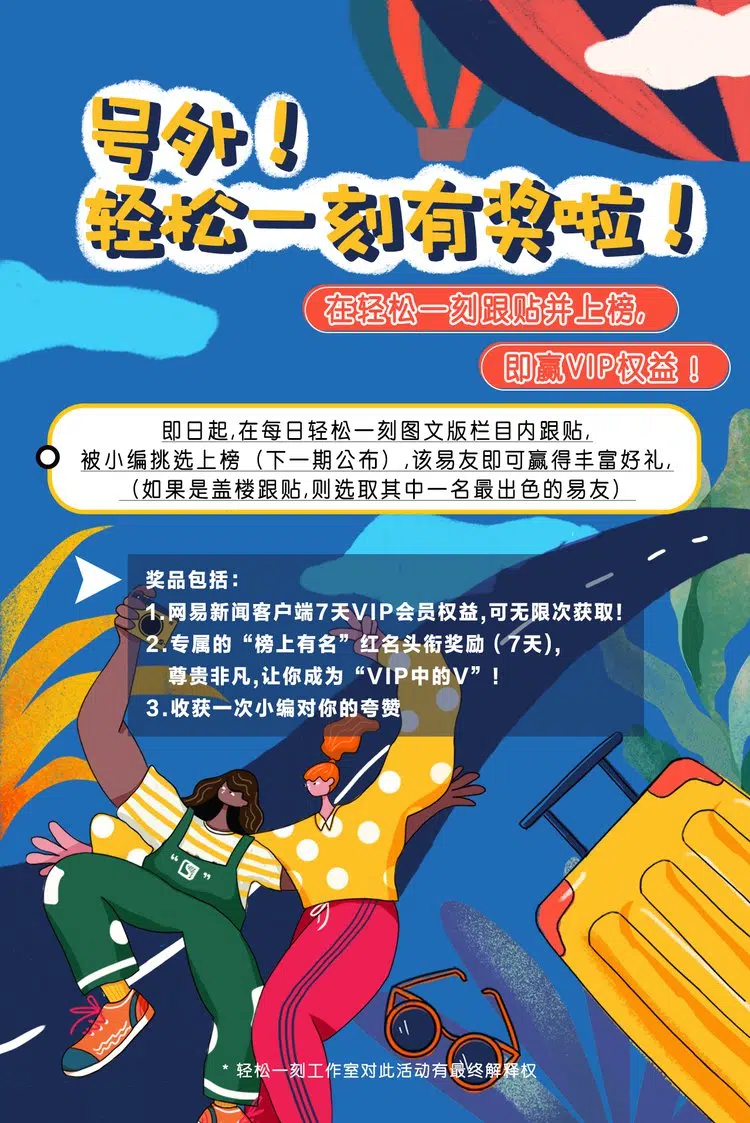 号外！
轻松一刻有奖啦！
在轻松一刻跟贴并上榜,
即赢VIP权益！
即日起,在每日轻松一刻图文版栏目内跟贴,
被小编挑选上榜（下一期公布）,该易友即可赢得丰富好礼,
（如果是盖楼跟贴,则选取其中一名最出色的易友）
奖品包括：
1.网易新闻客户端7天VIP会员权益,可无限次获取!
2.专属的“榜上有名”红名头衔奖励（7天),
尊贵非凡,让你成为“VIP中的V”！
3.收获一次小编对你的夸赞
* 轻松一刻工作室对此活动有最终解释权